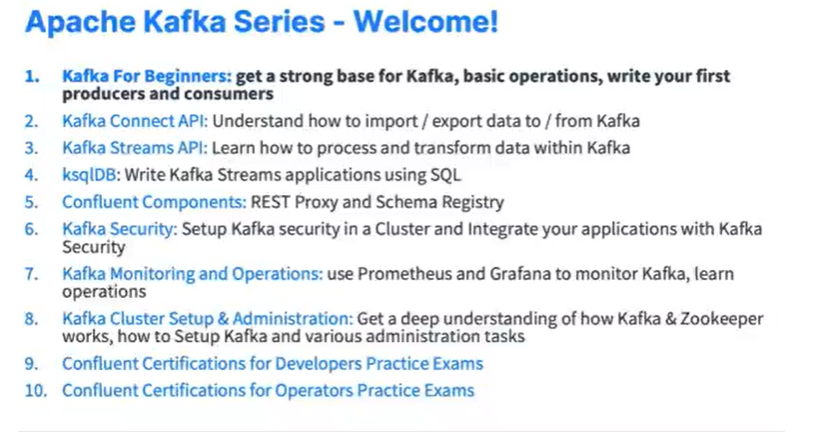 Apache Kafka Series - Welcome!
1. Kafka For Beginners: get a strong base for Kafka, basic operations, write your first
producers and consumers
2. Kafka Connect API: Understand how to import / export data to / from Kafka
3. Kafka Streams API: Learn how to process and transform data within Kafka
4. ksqlDB: Write Kafka Streams applications using SQL
5. Confluent Components: REST Proxy and Schema Registry
6. Kafka Security: Setup Kafka security in a Cluster and Integrate your applications with Kafka
Security
7. Kafka Monitoring and Operations: use Prometheus and Grafana to monitor Kafka, learn
operations
8. Kafka Cluster Setup & Administration: Get a deep understanding of how Kafka & Zookeeper
works, how to Setup Kafka and various administration tasks
9. Confluent Certifications for Developers Practice Exams
10. Confluent Certifications for Operators Practice Exams